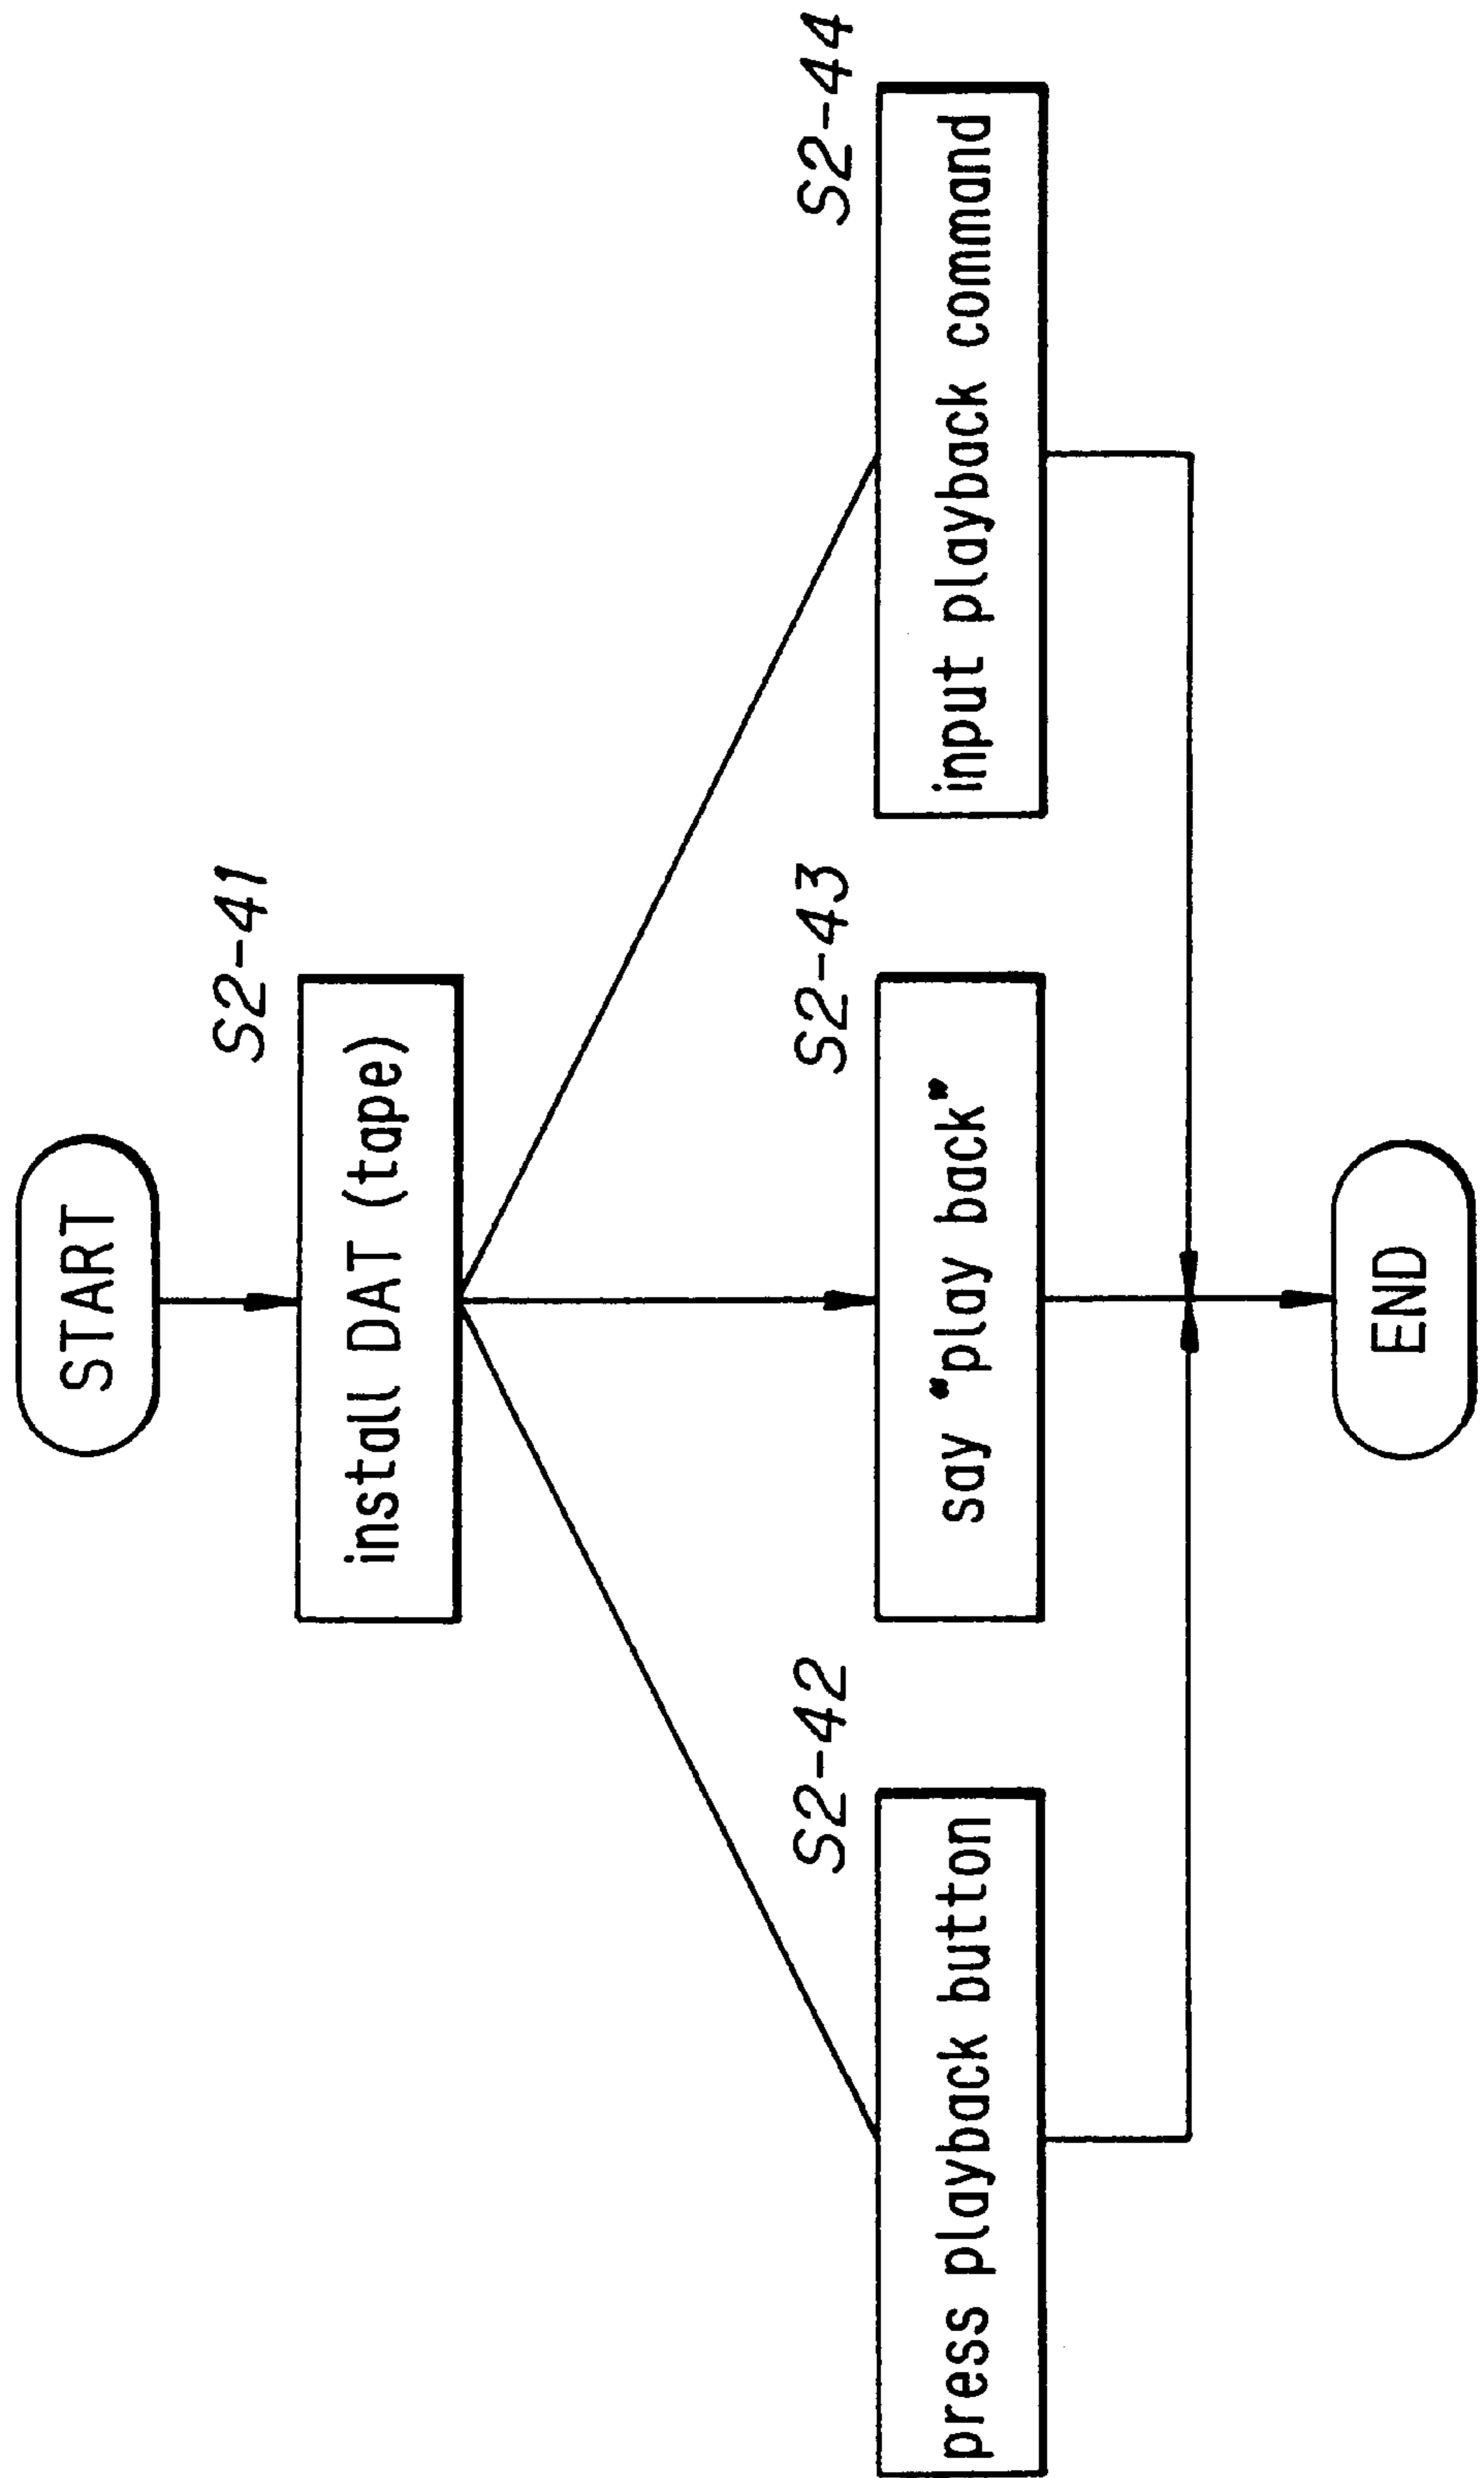 START
S2-41
install DAT (tape)
S2-42
press playback button
S2-43
say "play back"
S2-44
input playback command
END